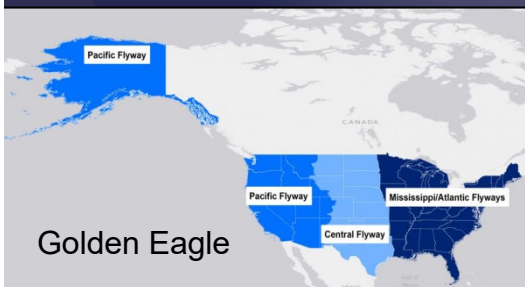 Pacific Flyway
CANADA
Pacific Flyway
Mississippi/Atlantic Flyways
Central Flyway
Golden Eagle